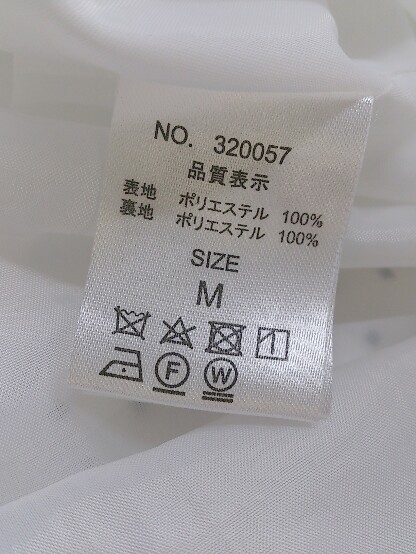 NO. 320057
品質表示
表地 ポリエステル 100%
裏地 ポリエステル 100%
SIZE
M
F W